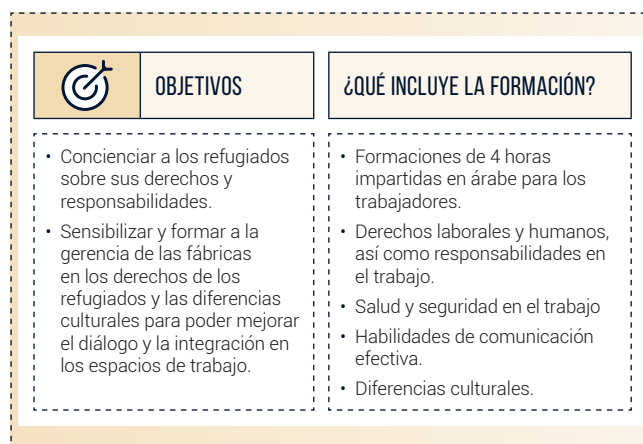 OBJETIVOS
• Concienciar a los refugiados
sobre sus derechos y
responsabilidades.
• Sensibilizar y formar a la
gerencia de las fábricas
en los derechos de los
refugiados y las diferencias
culturales para poder mejorar
el diálogo y la integración en
los espacios de trabajo.
¿QUÉ INCLUYE LA FORMACIÓN?
• Formaciones de 4 horas
impartidas en árabe para los
trabajadores.
• Derechos laborales y humanos,
así como responsabilidades en
el trabajo.
• Salud y seguridad en el trabajo
• Habilidades de comunicación
efectiva.
• Diferencias culturales.